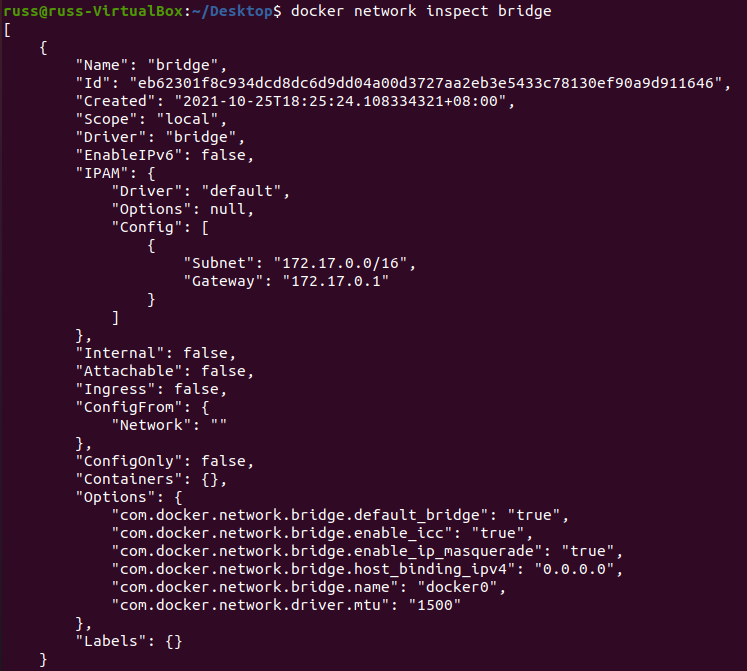 russ@russ-VirtualBox:~/Desktop$ docker network inspect bridge
[
    {
        "Name": "bridge",
        "Id": "eb62301f8c934dcd8dc6d9dd04a00d3727aa2eb3e5433c78130ef90a9d911646",
        "Created": "2021-10-25T18:25:24.108334321+08:00",
        "Scope": "local",
        "Driver": "bridge",
        "EnableIPv6": false,
        "IPAM": {
            "Driver": "default",
            "Options": null,
            "Config": [
                {
                    "Subnet": "172.17.0.0/16",
                    "Gateway": "172.17.0.1"
                }
            ]
        },
        "Internal": false,
        "Attachable": false,
        "Ingress": false,
        "ConfigFrom": {
            "Network": ""
        },
        "ConfigOnly": false,
        "Containers": {},
        "Options": {
            "com.docker.network.bridge.default_bridge": "true",
            "com.docker.network.bridge.enable_icc": "true",
            "com.docker.network.bridge.enable_ip_masquerade": "true",
            "com.docker.network.bridge.host_binding_ipv4": "0.0.0.0",
            "com.docker.network.bridge.name": "docker0",
            "com.docker.network.driver.mtu": "1500"
        },
        "Labels": {}
    }